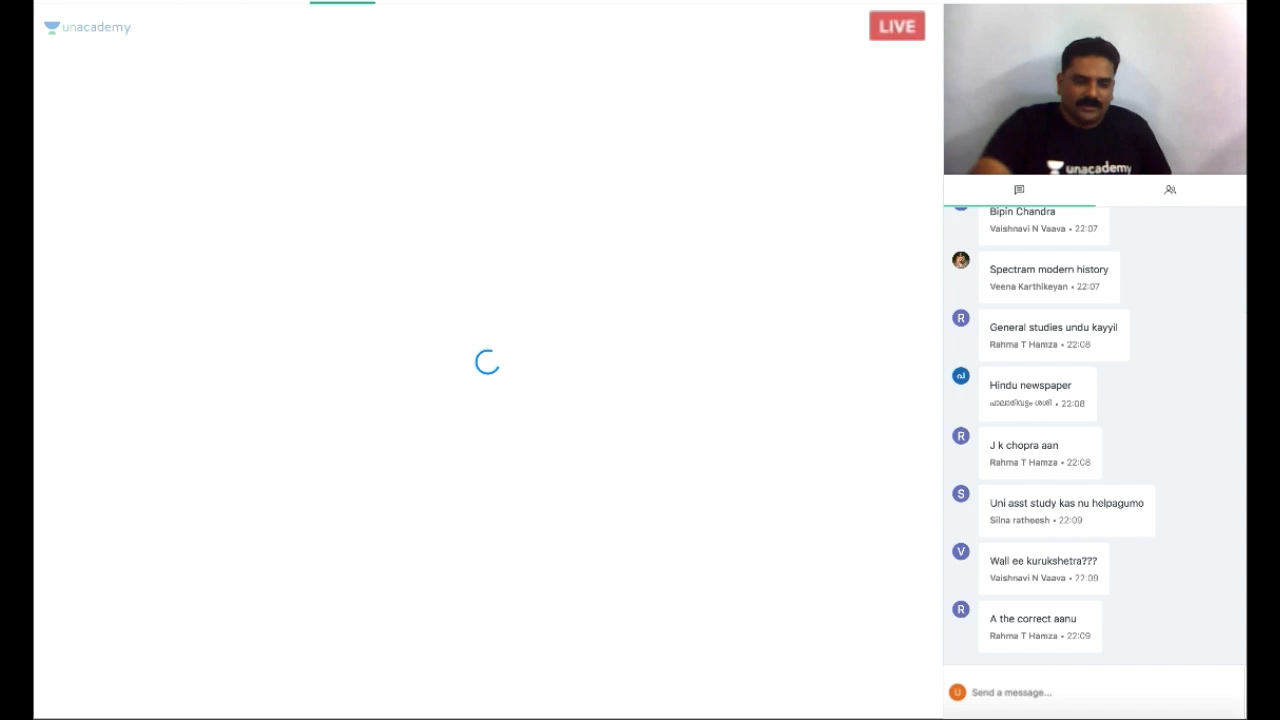 unacademy
LIVE
unacademy
Bipin Chandra
Vaishnavi N Vaava • 22:07
Spectram modern history
Veena Karthikeyan • 22:07
R
General studies undu kayyil
Rahma T Hamza • 22:08
പ
Hindu newspaper
പാലാരിവട്ടം ശശി • 22:08
R
J k chopra aan
Rahma T Hamza • 22:08
S
Uni asst study kas nu helpagumo
Silna ratheesh • 22:09
V
Wall ee kurukshetra???
Vaishnavi N Vaava • 22:09
R
A the correct aanu
Rahma T Hamza • 22:09
U
Send a message...